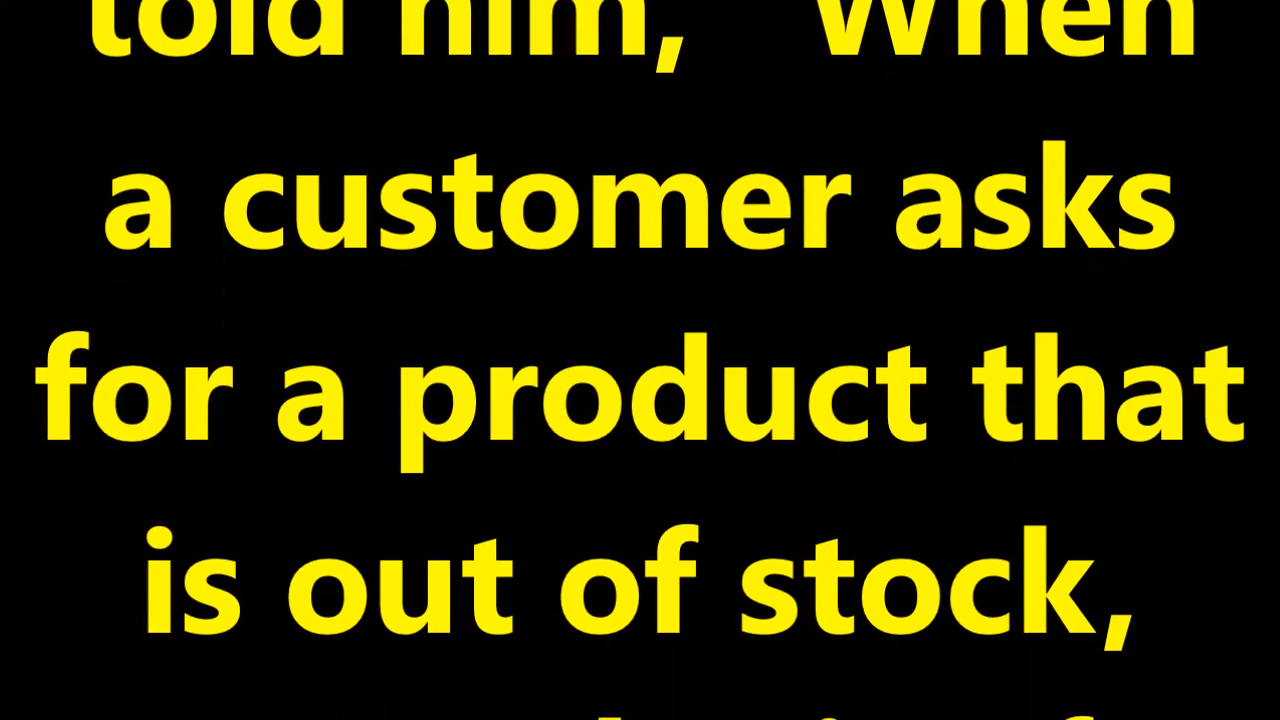 told him, When
a customer asks
for a product that
is out of stock,